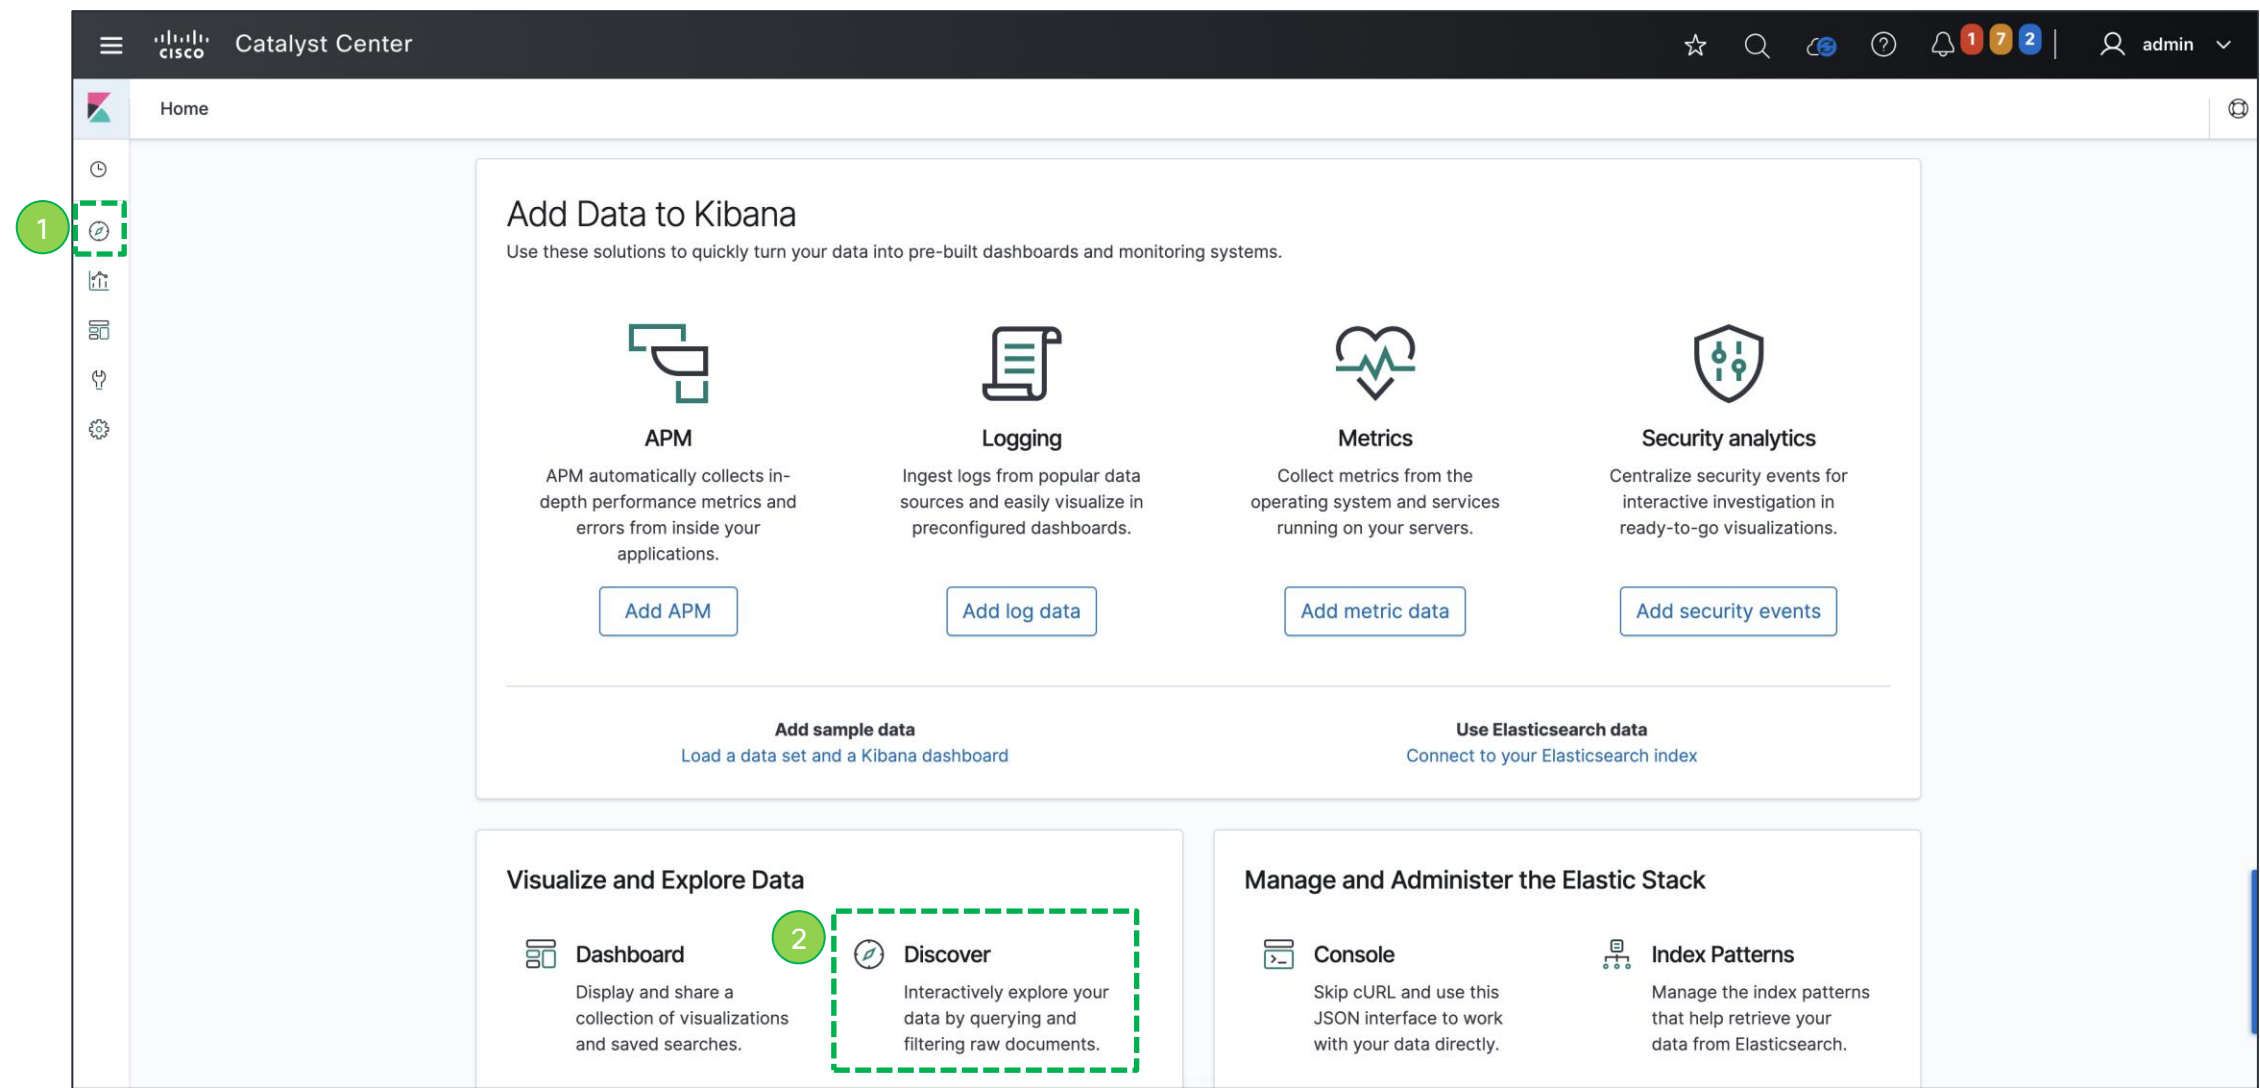 cisco Catalyst Center
1 7 2 admin
Home
1
Add Data to Kibana
Use these solutions to quickly turn your data into pre-built dashboards and monitoring systems.
APM
APM automatically collects in-
depth performance metrics and
errors from inside your
applications.
Add APM
Logging
Ingest logs from popular data
sources and easily visualize in
preconfigured dashboards.
Add log data
Metrics
Collect metrics from the
operating system and services
running on your servers.
Add metric data
Security analytics
Centralize security events for
interactive investigation in
ready-to-go visualizations.
Add security events
Add sample data
Load a data set and a Kibana dashboard
Use Elasticsearch data
Connect to your Elasticsearch index
Visualize and Explore Data
Dashboard
Display and share a
collection of visualizations
and saved searches.
2
Discover
Interactively explore your
data by querying and
filtering raw documents.
Manage and Administer the Elastic Stack
Console
Skip cURL and use this
JSON interface to work
with your data directly.
Index Patterns
Manage the index patterns
that help retrieve your
data from Elasticsearch.